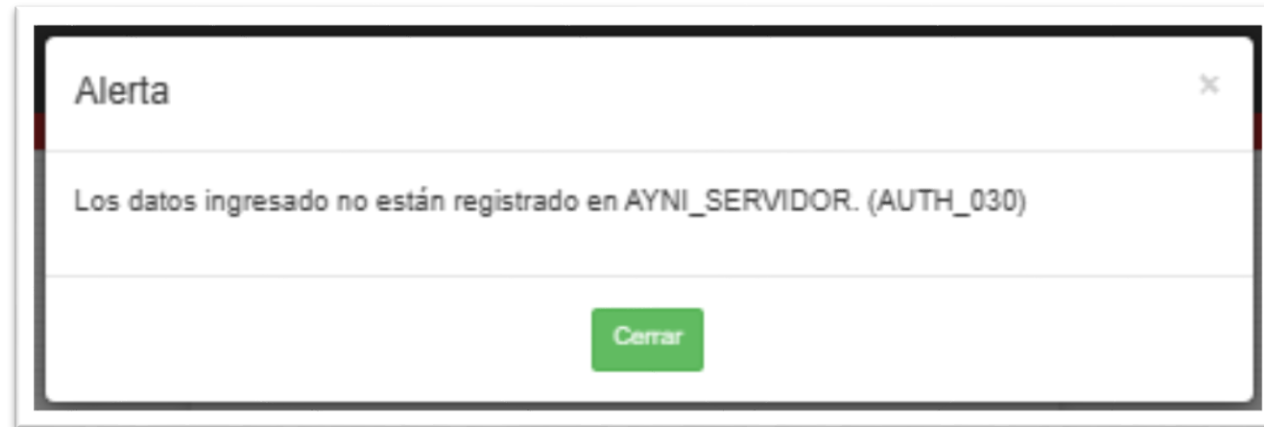 Alerta
×
Los datos ingresado no están registrado en AYNI_SERVIDOR. (AUTH_030)
Cerrar